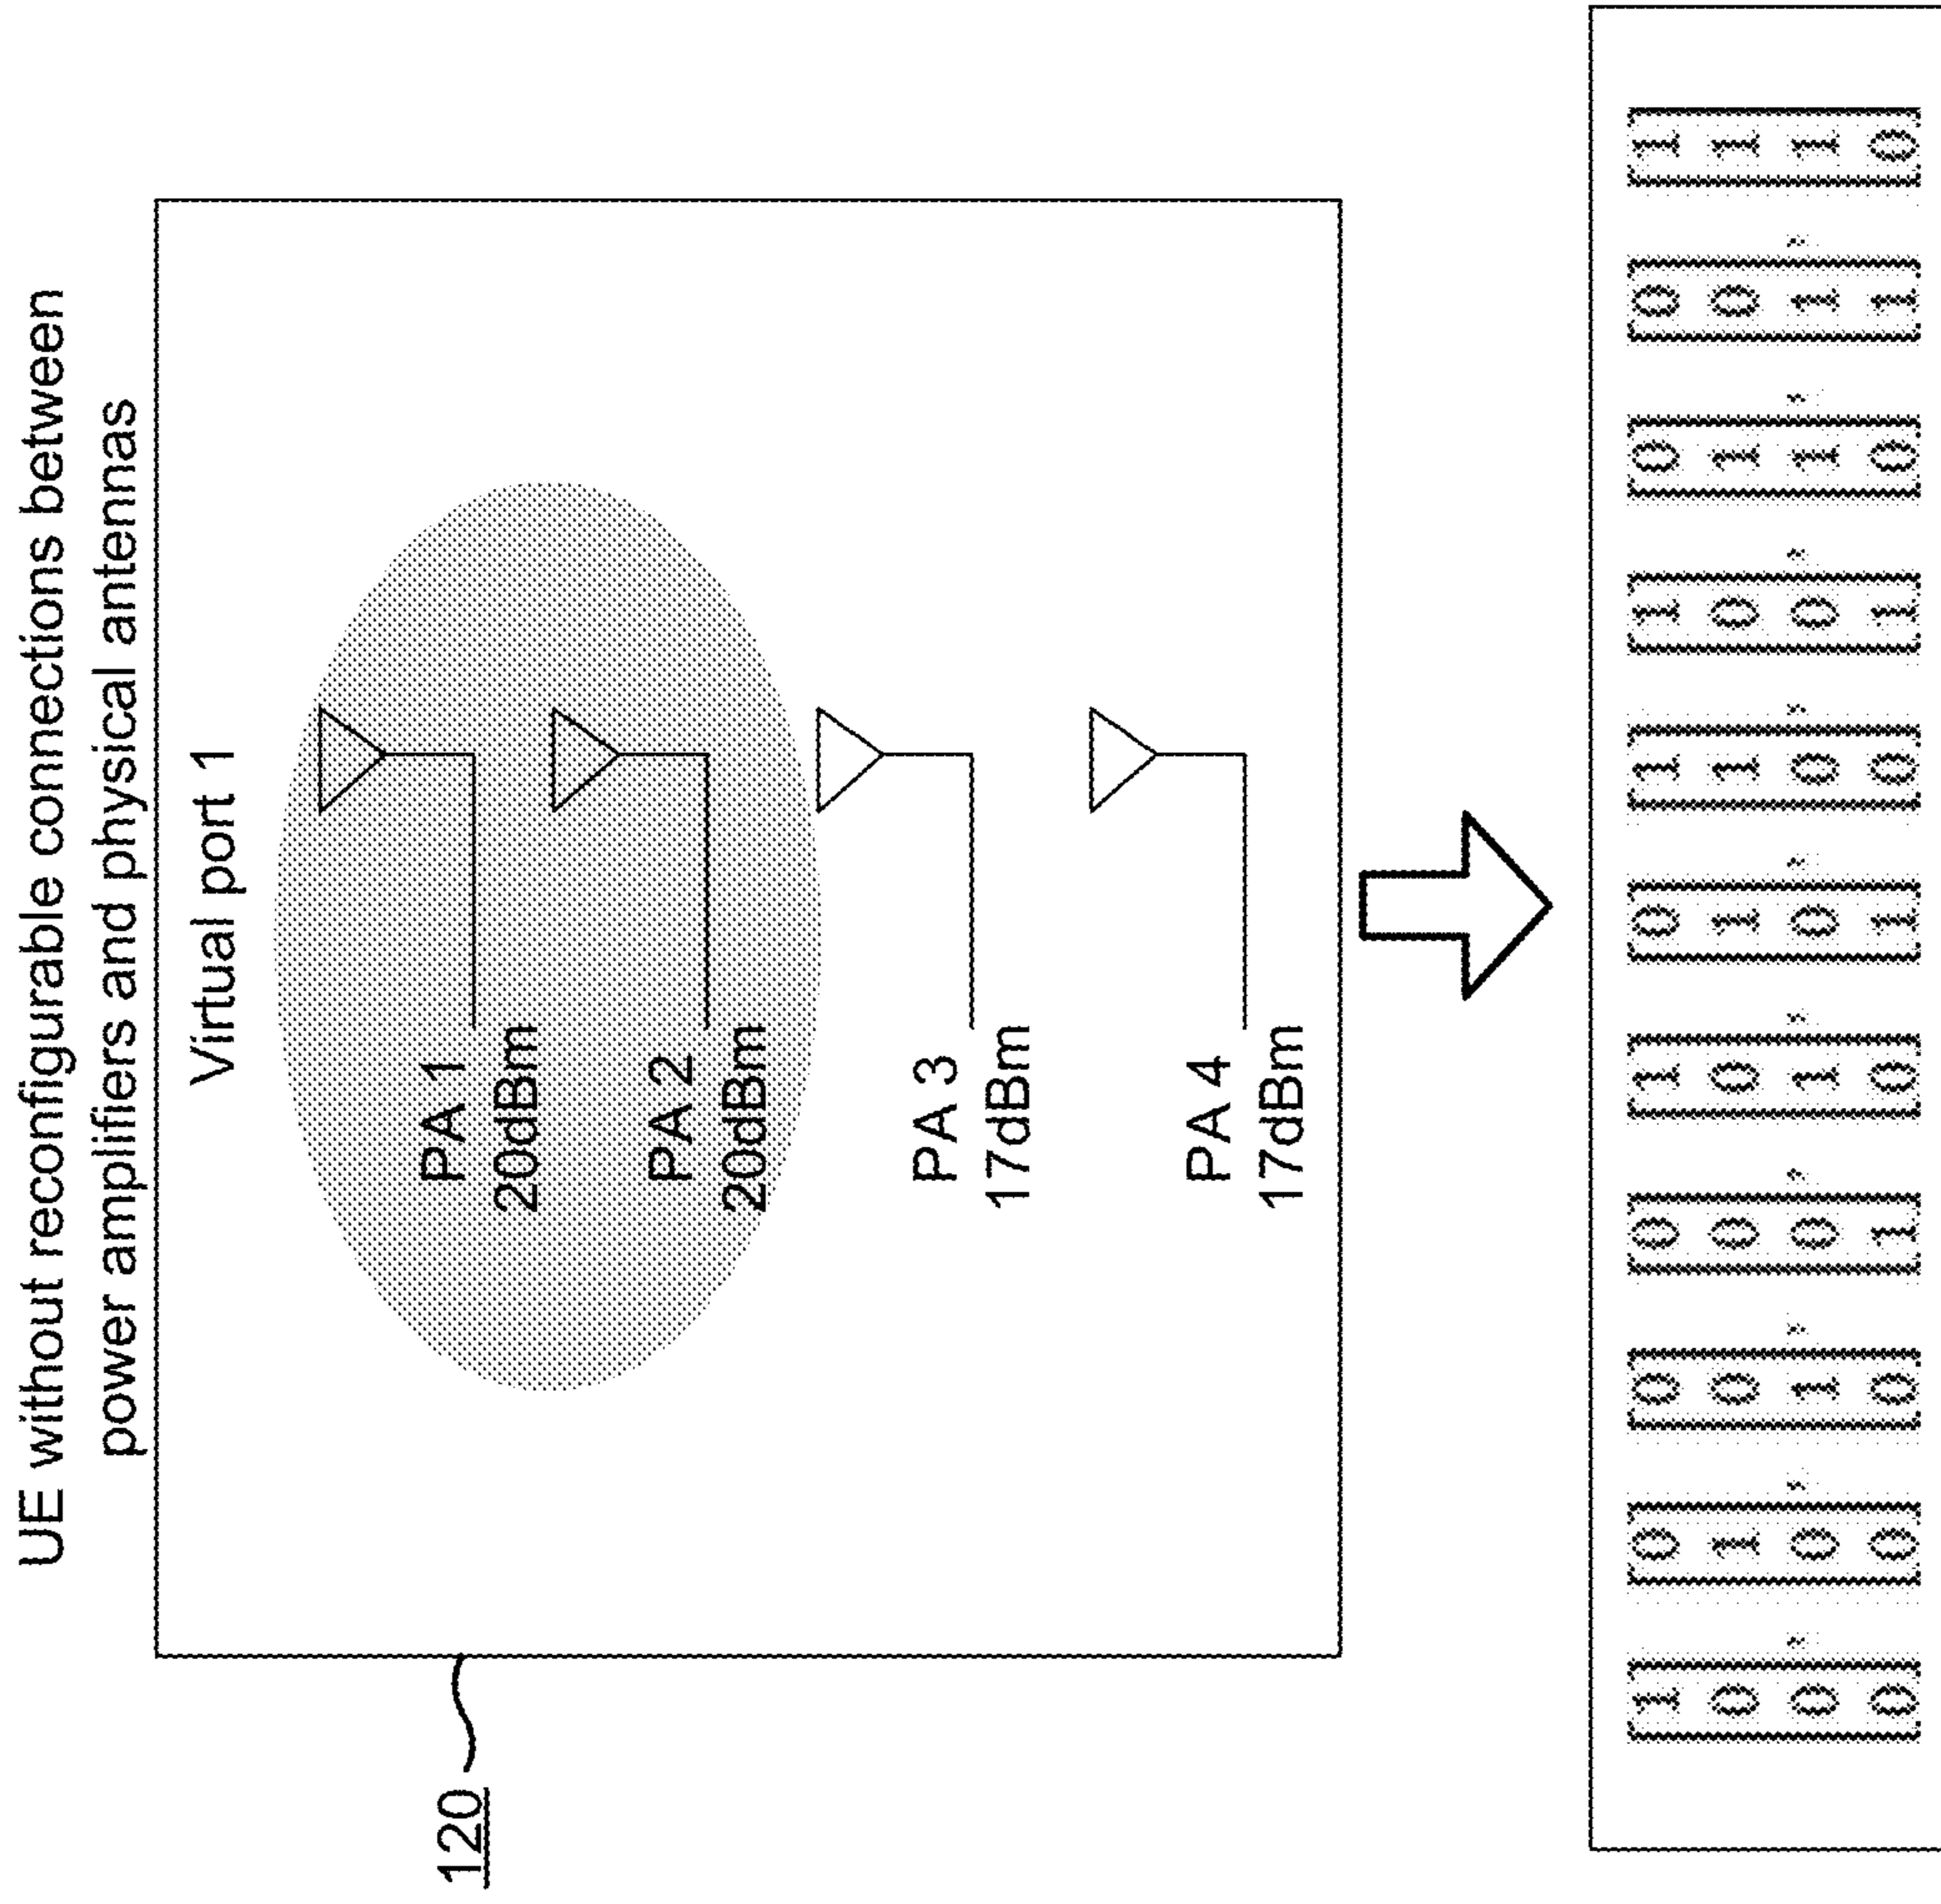 UE without reconfigurable connections between
power amplifiers and physical antennas
Virtual port 1
PA 1
20dBm
120
PA 2
20dBm
PA 3
17dBm
PA 4
17dBm
1 0 0 0 1 0 1 1 0 0 1
0 1 0 0 0 1 1 0 1 0 1
0, 0, 1, 0, 1, 0, 0, 0, 1, 1, 1
0 0 0 1 0 1 0 1 0 1 0